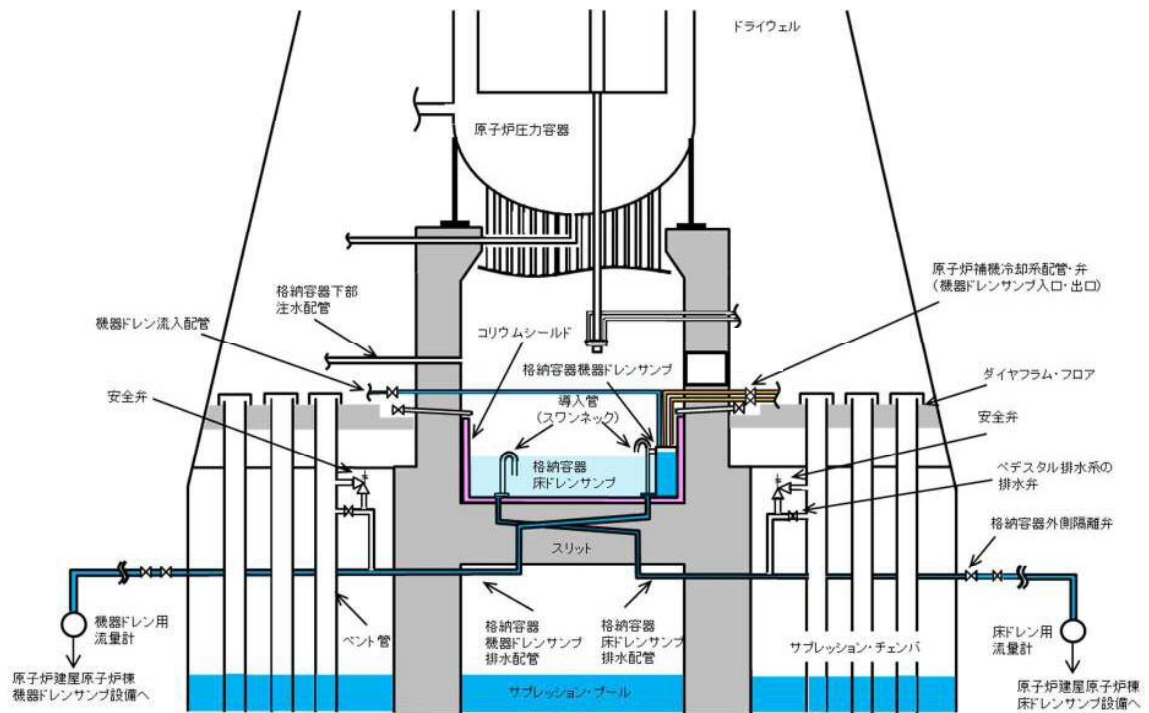 ドライウェル
原子炉圧力容器
原子炉補機冷却系配管・弁
(機器ドレンサンプ入口・出口)
格納容器下部
注水配管
機器ドレン流入配管
コリウムシールド
格納容器機器ドレンサンプ
ダイヤフラム・フロア
導入管
(スワンネック)
安全弁
安全弁
格納容器
床ドレンサンプ
ペデスタル排水系の
排水弁
格納容器外側隔離弁
スリット
機器ドレン用
流量計
ベント管
格納容器
機器ドレンサンプ
排水配管
格納容器
床ドレンサンプ
排水配管
サプレッション・チェンバ
床ドレン用
流量計
原子炉建屋原子炉棟
機器ドレンサンプ設備へ
サプレッション・プール
原子炉建屋原子炉棟
床ドレンサンプ設備へ